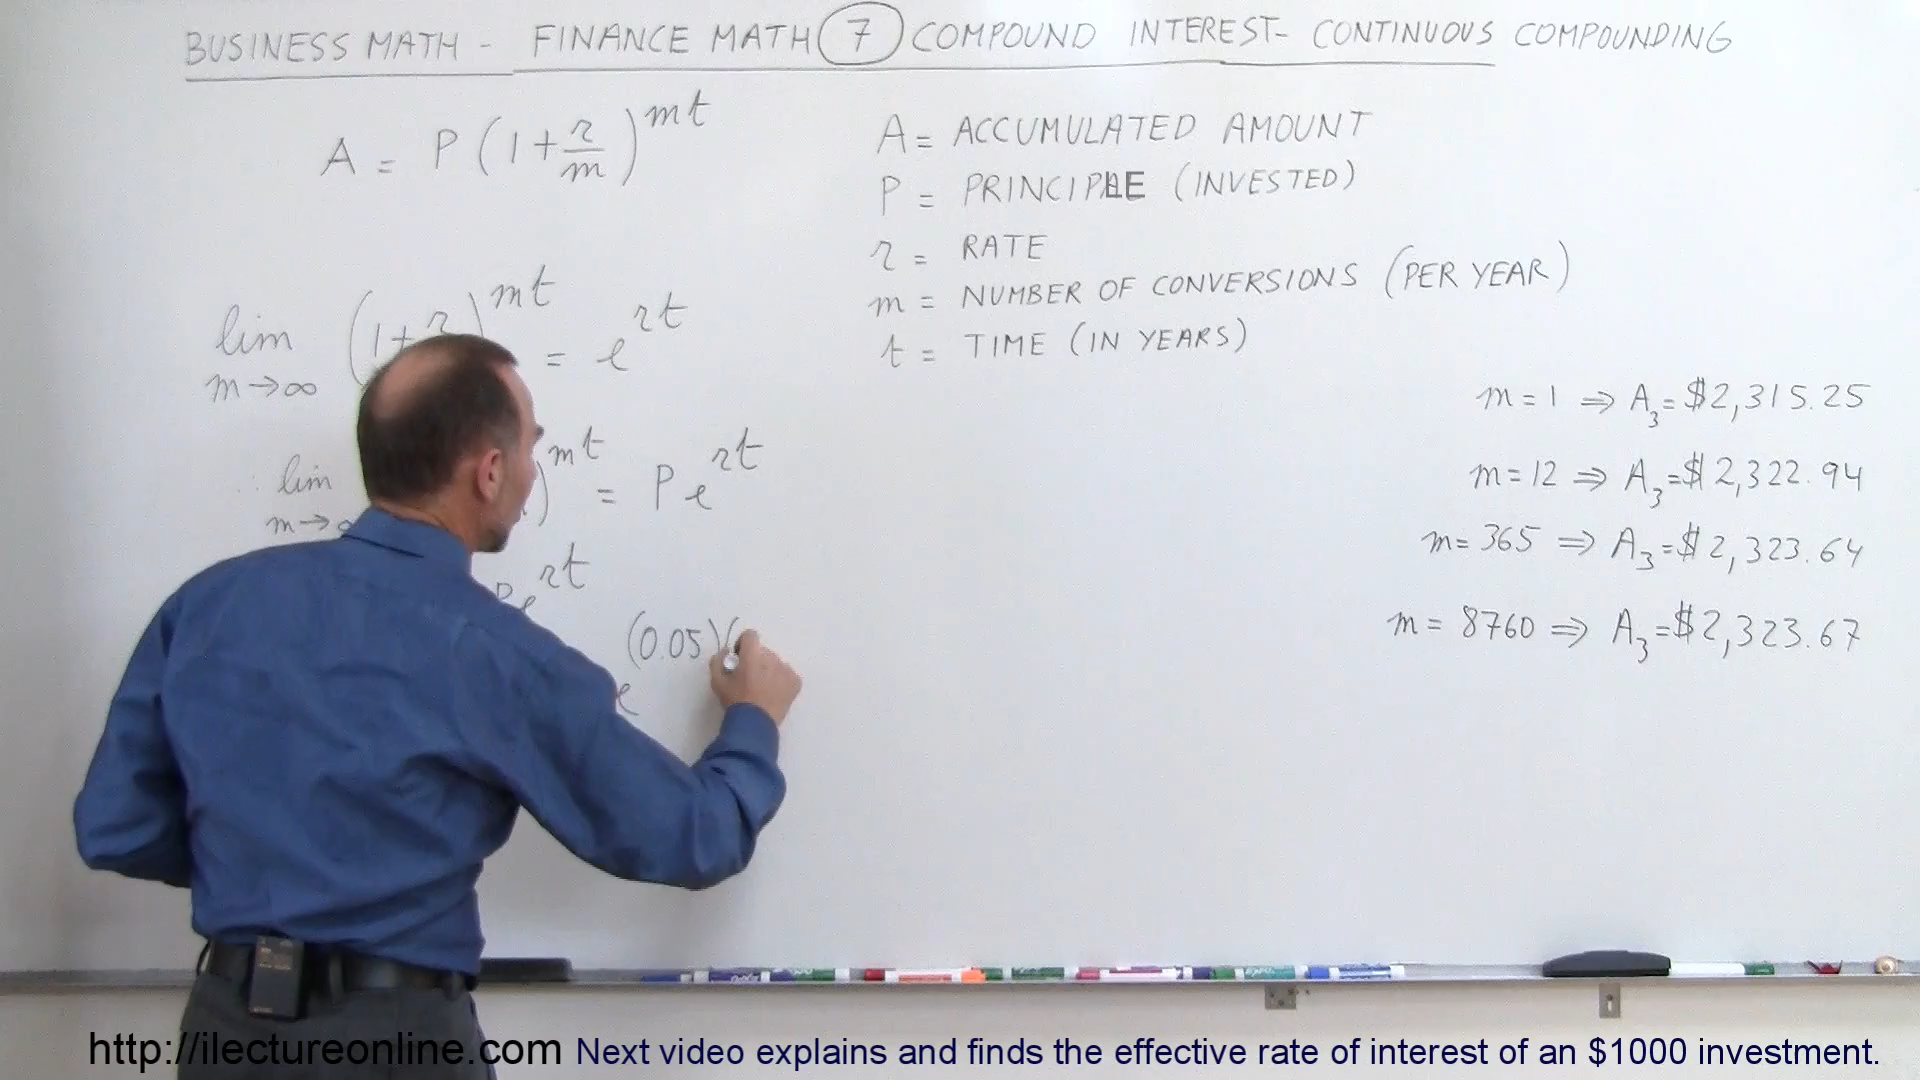 BUSINESS MATH - FINANCE MATH 7 COMPOUND INTEREST- CONTINUOUS COMPOUNDING
A = P(1+r/m)^mt
A = ACCUMULATED AMOUNT
P = PRINCIPLE (INVESTED)
r = RATE
m = NUMBER OF CONVERSIONS (PER YEAR)
t = TIME (IN YEARS)
lim m→∞ (1+r)^mt = e^rt
∴ lim m→∞ )^mt = Pe^rt
Pe^rt
e^(0.05)(
m=1 ⇒ A₃=$2,315.25
m=12 ⇒ A₃=$2,322.94
m=365 ⇒ A₃=$2,323.64
m=8760 ⇒ A₃=$2,323.67
http://ilectureonline.com Next video explains and finds the effective rate of interest of an $1000 investment.